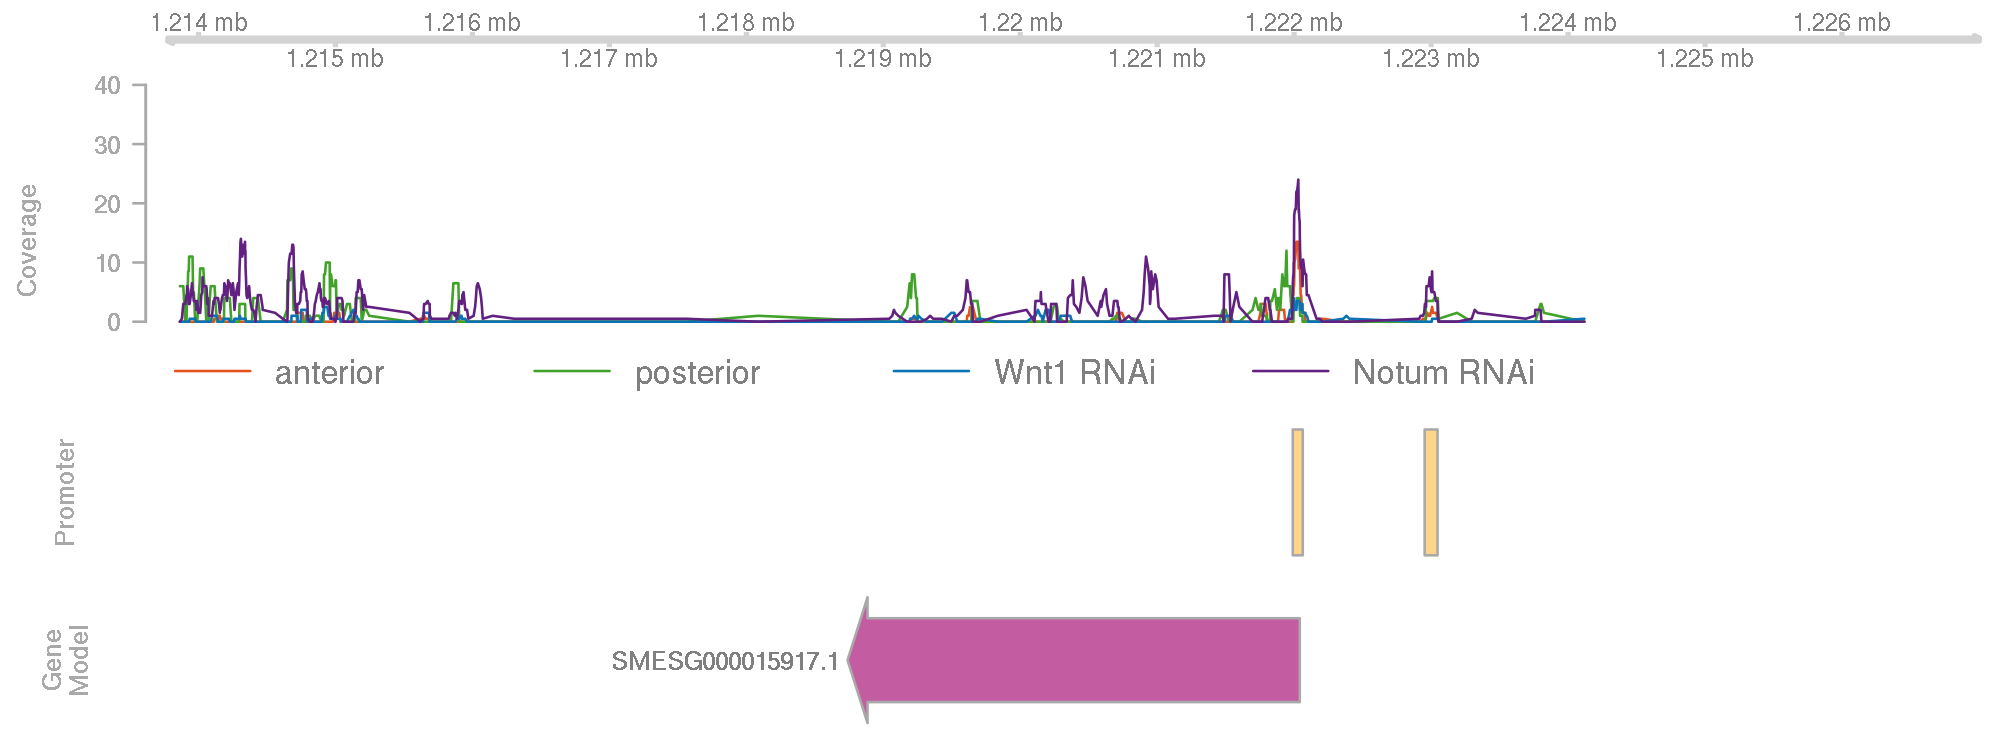 1.214 mb 1.216 mb 1.218 mb 1.22 mb 1.222 mb 1.224 mb 1.226 mb
1.215 mb 1.217 mb 1.219 mb 1.221 mb 1.223 mb 1.225 mb
40
30
20
10
0
Coverage
anterior posterior Wnt1 RNAi Notum RNAi
Promoter
Gene
Model
SMESG000015917.1